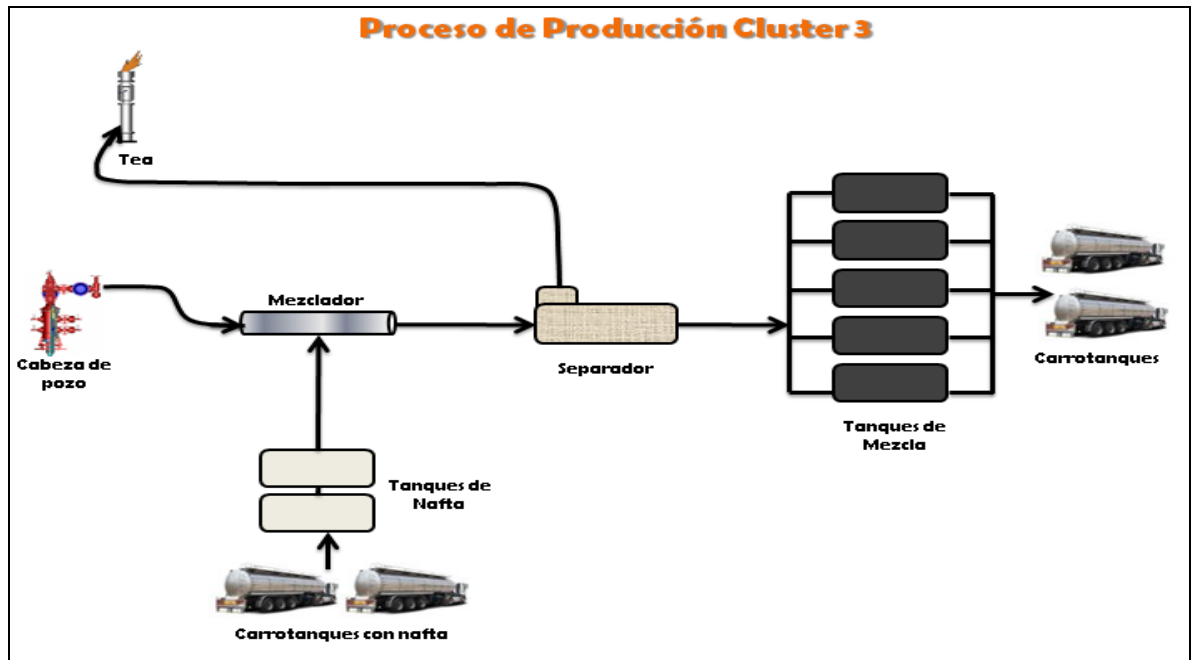 Proceso de Producción Cluster 3
Tea
Mezclador
Cabeza de
pozo
Separador
Carrotanques
Tanques de
Mezcla
Tanques de
Nafta
Carrotanques con nafta